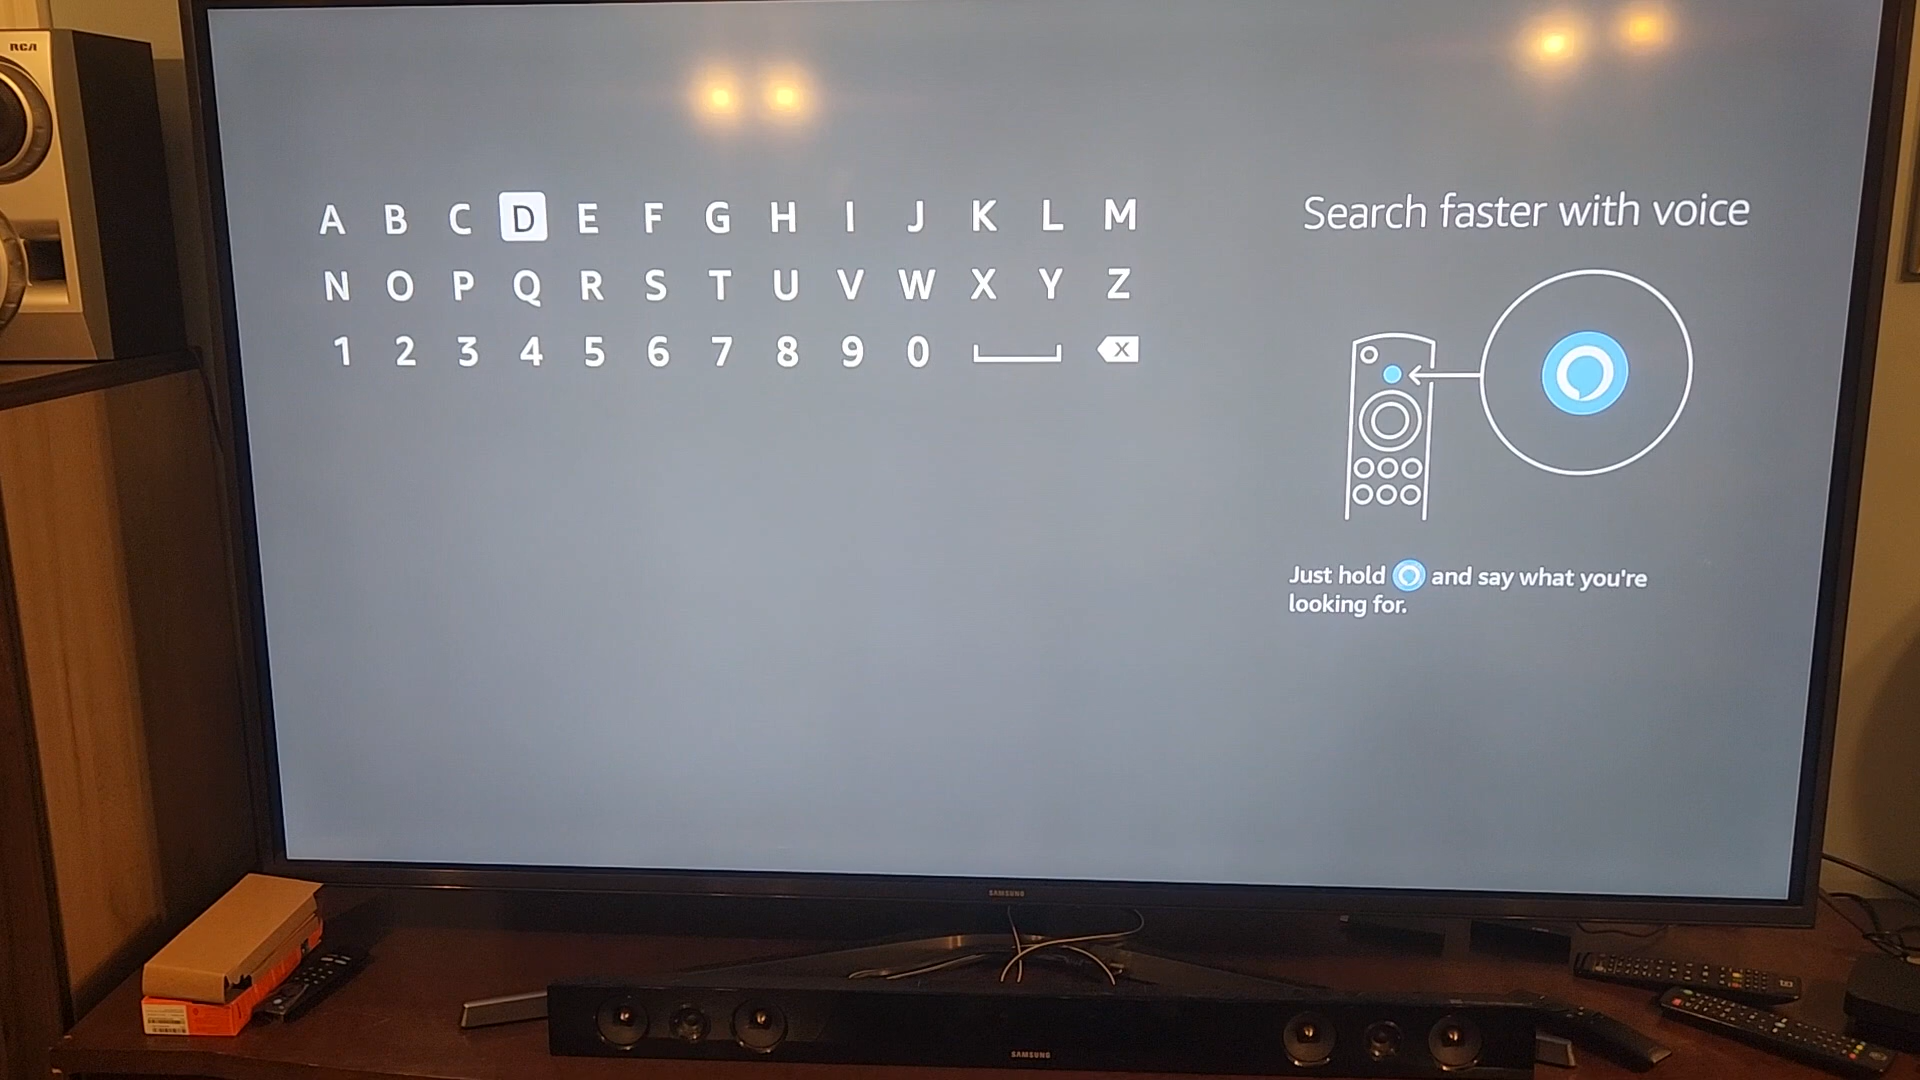 RCA
A B C D E F G H I J K L M
N O P Q R S T U V W X Y Z
1 2 3 4 5 6 7 8 9 0
Search faster with voice
Just hold and say what you're
looking for.
SAMSUNG
SAMSUNG